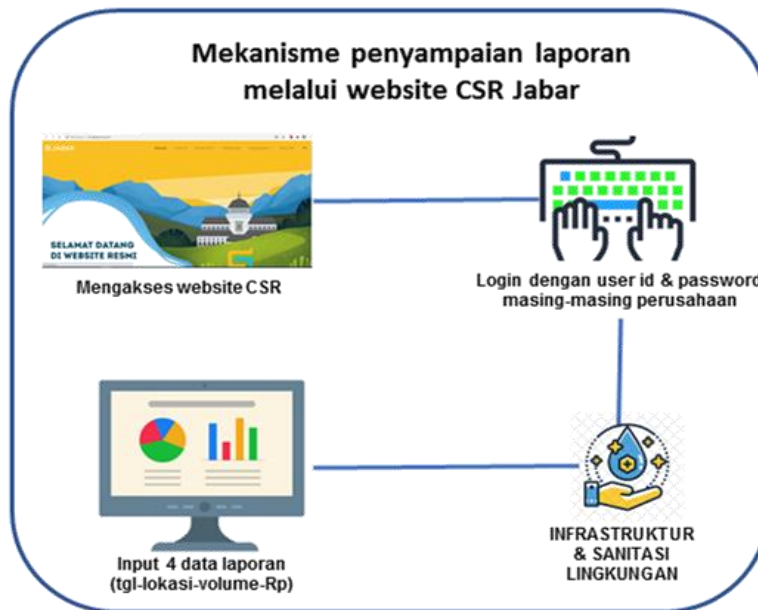 Mekanisme penyampaian laporan
melalui website CSR Jabar
SELAMAT DATANG
DI WEBSITE RESMI
Mengakses website CSR
Login dengan user id & password
masing-masing perusahaan
Input 4 data laporan
(tgl-lokasi-volume-Rp)
INFRASTRUKTUR
& SANITASI
LINGKUNGAN